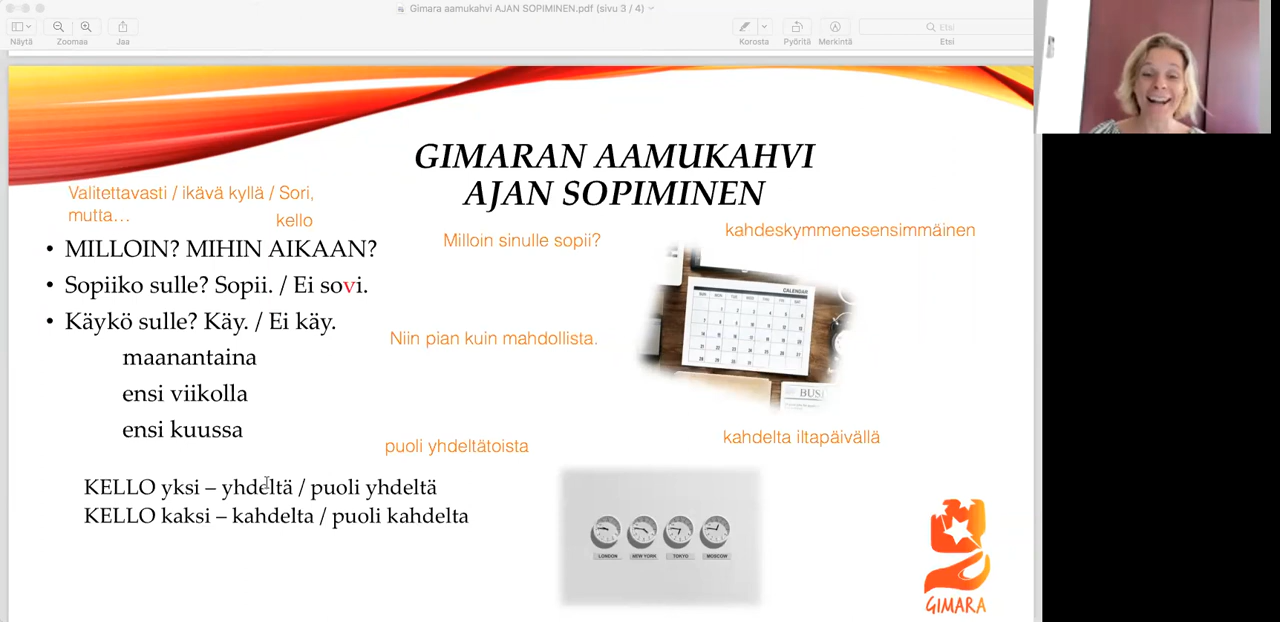 Gimara aamukahvi AJAN SOPIMINEN.pdf (sivu 3 / 4)
Näytä
Zoomaa
Jaa
Korosta
Pyöritä
Merkintä
Etsi
Etsi
GIMARAN AAMUKAHVI
AJAN SOPIMINEN
Valitettavasti / ikävä kyllä / Sori,
mutta…
kello
Milloin sinulle sopii?
kahdeskymmenesensimmäinen
• MILLOIN? MIHIN AIKAAN?
• Sopiiko sulle? Sopii. / Ei sovi.
• Käykö sulle? Käy. / Ei käy.
maanantaina
ensi viikolla
ensi kuussa
Niin pian kuin mahdollista.
CALENDAR
BUSI
puoli yhdeltätoista
kahdelta iltapäivällä
KELLO yksi – yhdeltä / puoli yhdeltä
KELLO kaksi – kahdelta / puoli kahdelta
LONDON
NEW YORK
TOKYO
MOSCOW
GIMARA